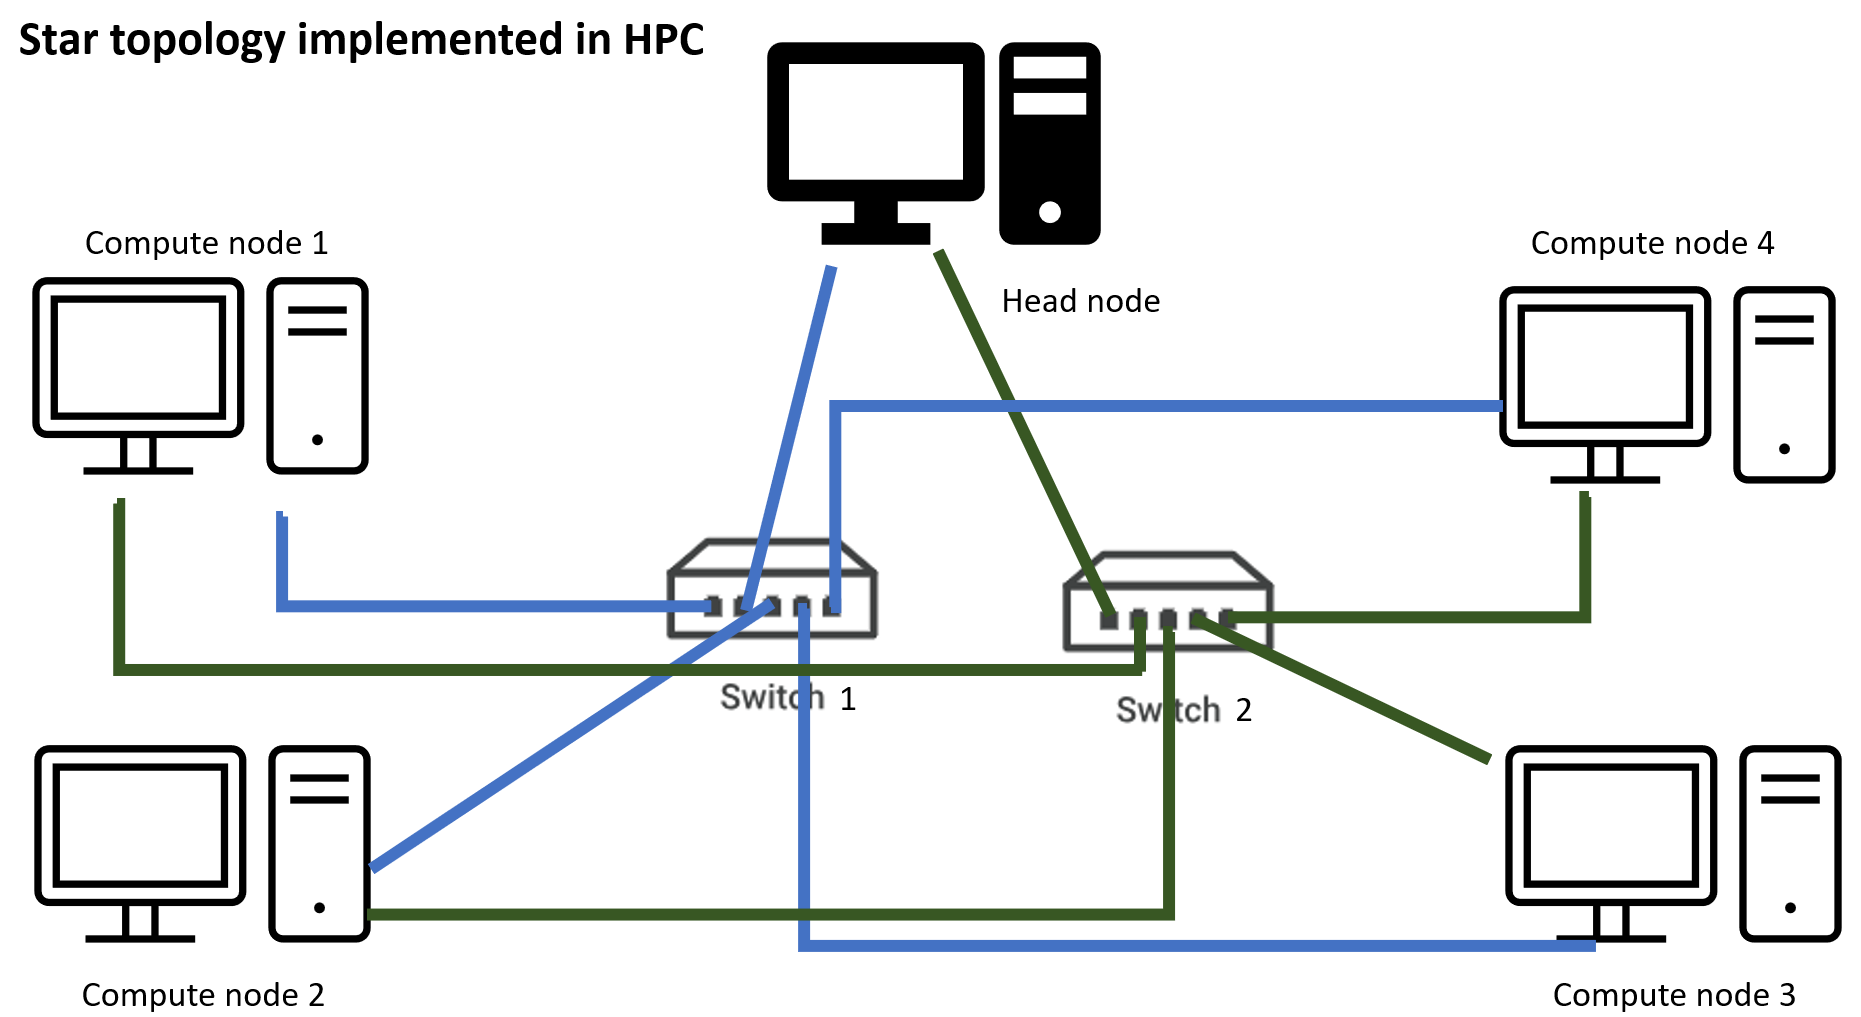 Star topology implemented in HPC
Compute node 1
Compute node 4
Head node
Switch 1
Switch 2
Compute node 2
Compute node 3